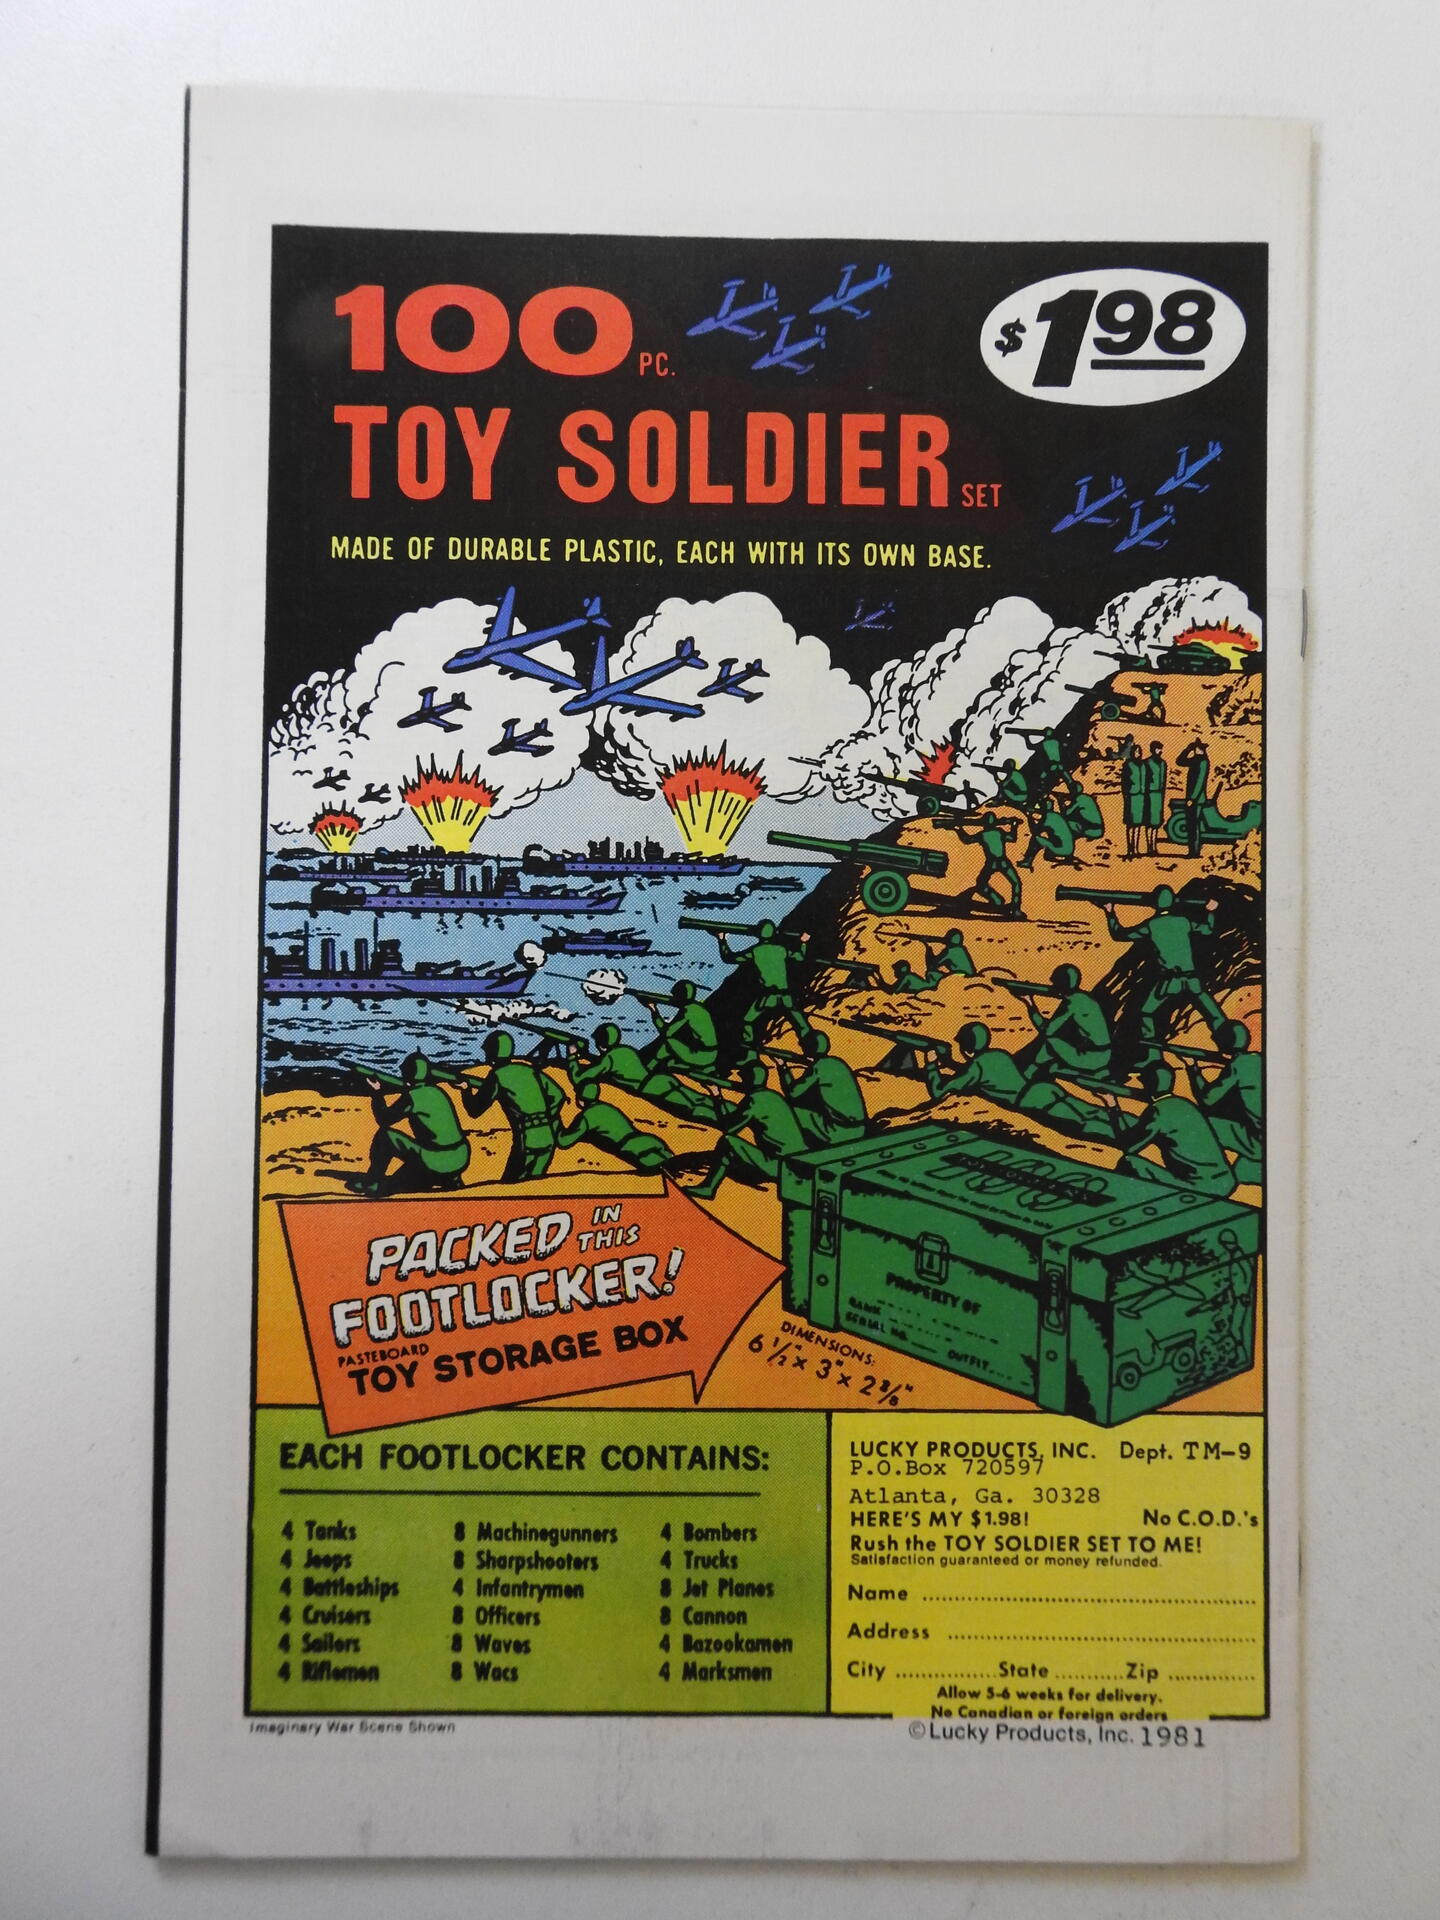 100 PC.
$1.98
TOY SOLDIER SET
MADE OF DURABLE PLASTIC, EACH WITH ITS OWN BASE.
PACKED IN THIS
FOOTLOCKER!
PASTEBOARD
TOY STORAGE BOX
100
PROPERTY OF
RANK
SERIAL NO.
OUTFIT
DIMENSIONS:
6 1/2" x 3" x 2 3/8"
EACH FOOTLOCKER CONTAINS:
4 Tanks
4 Jeeps
4 Battleships
4 Cruisers
4 Sailors
4 Riflemen
8 Machinegunners
8 Sharpshooters
4 Infantrymen
8 Officers
8 Waves
8 Wacs
4 Bombers
4 Trucks
8 Jet Planes
8 Cannon
4 Bazookamen
4 Marksmen
LUCKY PRODUCTS, INC. Dept. TM-9
P.O.Box 720597
Atlanta, Ga. 30328
HERE'S MY $1.98! No C.O.D.'s
Rush the TOY SOLDIER SET TO ME!
Satisfaction guaranteed or money refunded.
Name
Address
City State Zip
Allow 5-6 weeks for delivery.
No Canadian or foreign orders
Imaginary War Scene Shown
© Lucky Products, Inc. 1981